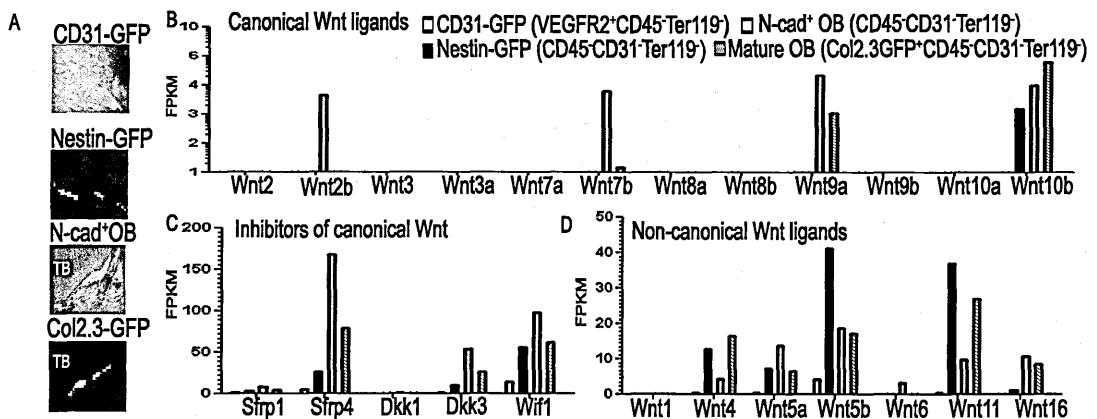 A
CD31-GFP
Nestin-GFP
N-cad⁺OB
TB
Col2.3-GFP
TB
B
Canonical Wnt ligands
CD31-GFP (VEGFR2⁺CD45⁻Ter119⁻)
N-cad⁺ OB (CD45⁻CD31⁻Ter119⁻)
Nestin-GFP (CD45⁻CD31⁻Ter119⁻)
Mature OB (Col2.3GFP⁺CD45⁻CD31⁻Ter119⁻)
FPKM
10
6
4
3
2
1
Wnt2 Wnt2b Wnt3 Wnt3a Wnt7a Wnt7b Wnt8a Wnt8b Wnt9a Wnt9b Wnt10a Wnt10b
C
Inhibitors of canonical Wnt
FPKM
200
150
100
50
0
Sfrp1 Sfrp4 Dkk1 Dkk3 Wif1
D
Non-canonical Wnt ligands
FPKM
50
40
30
20
10
0
Wnt1 Wnt4 Wnt5a Wnt5b Wnt6 Wnt11 Wnt16